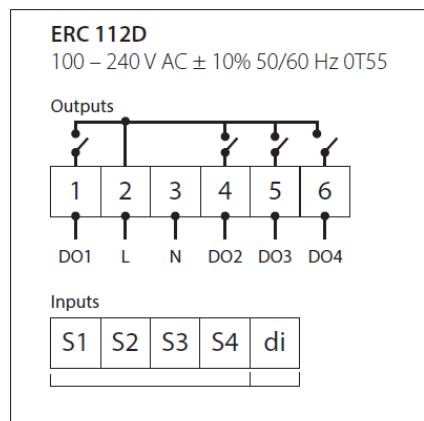 ERC 112D
100 – 240 V AC ± 10% 50/60 Hz 0T55
Outputs
1 2 3 4 5 6
DO1 L N DO2 DO3 DO4
Inputs
S1 S2 S3 S4 di